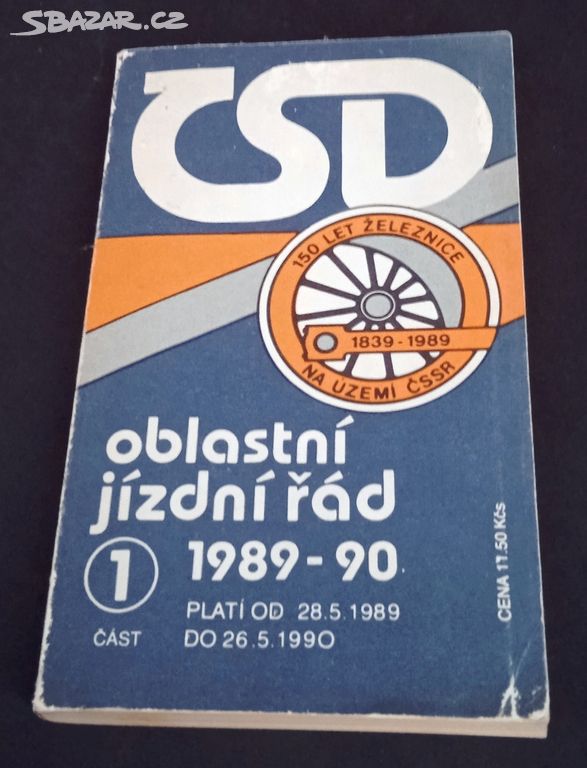 SBAZAR.CZ
ČSD
150 LET ŽELEZNICE
1839-1989
NA ÚZEMÍ ČSSR
oblastní
jízdní řád
1989-90
1
ČÁST
PLATÍ OD 28.5.1989
DO 26.5.1990
CENA 11.50 Kčs